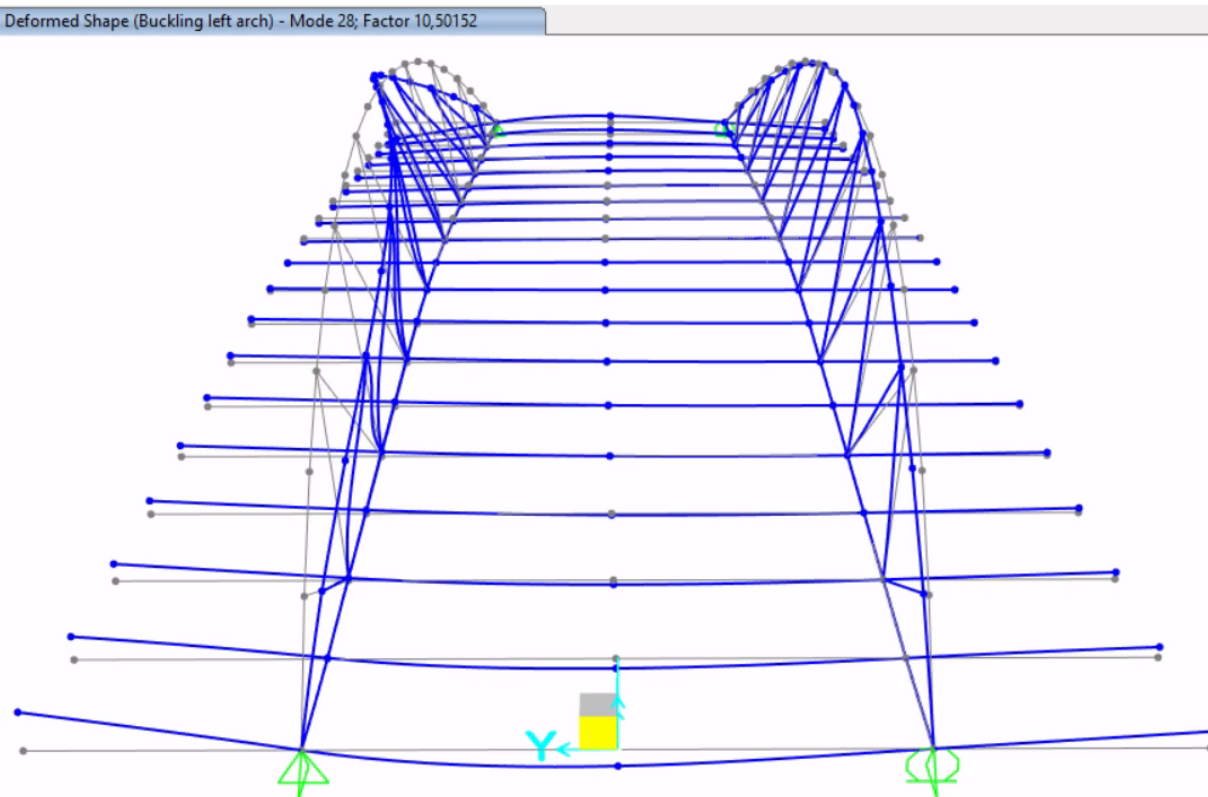 Deformed Shape (Buckling left arch) - Mode 28; Factor 10,50152
Y